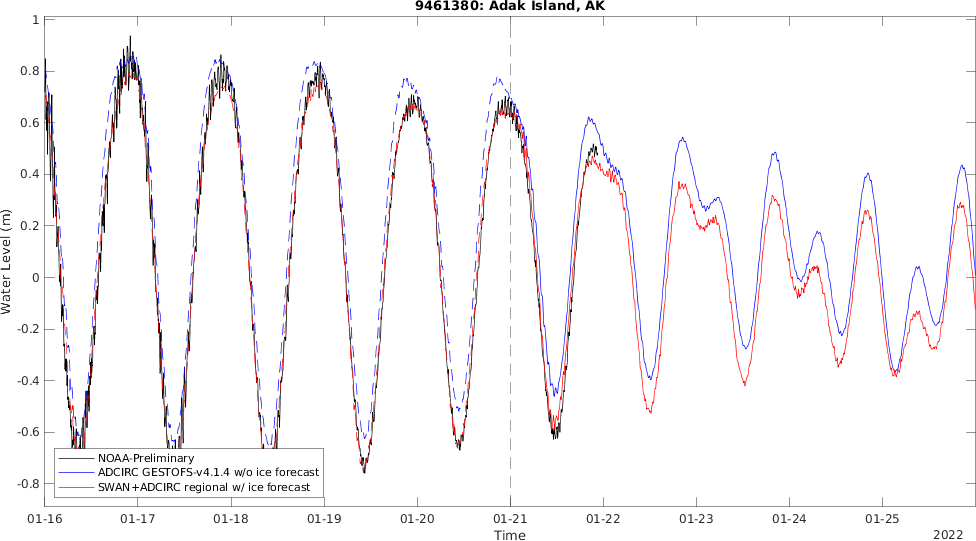 9461380: Adak Island, AK
1
0.8
0.6
0.4
0.2
0
-0.2
-0.4
-0.6
-0.8
Water Level (m)
NOAA-Preliminary
ADCIRC GESTOFS-v4.1.4 w/o ice forecast
SWAN+ADCIRC regional w/ ice forecast
01-16 01-17 01-18 01-19 01-20 01-21 01-22 01-23 01-24 01-25
Time
2022